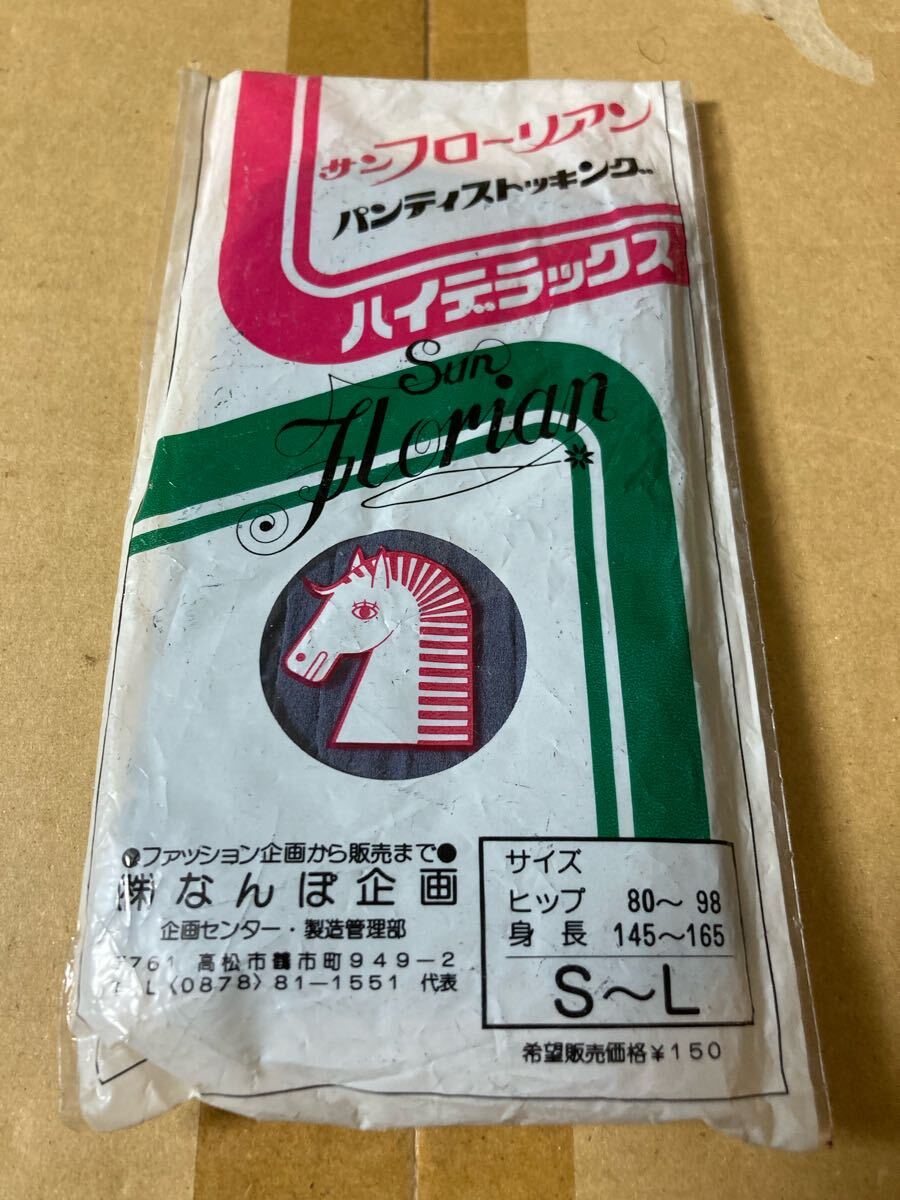 サンフローリアン
パンティストッキング
ハイデラックス
Sun
Florian
●ファッション企画から販売まで●
㈱なんぽ企画
企画センター・製造管理部
〒761 高松市鶴市町949-2
TEL〈0878〉81-1551 代表
サイズ
ヒップ 80～98
身長 145～165
S～L
希望販売価格¥150